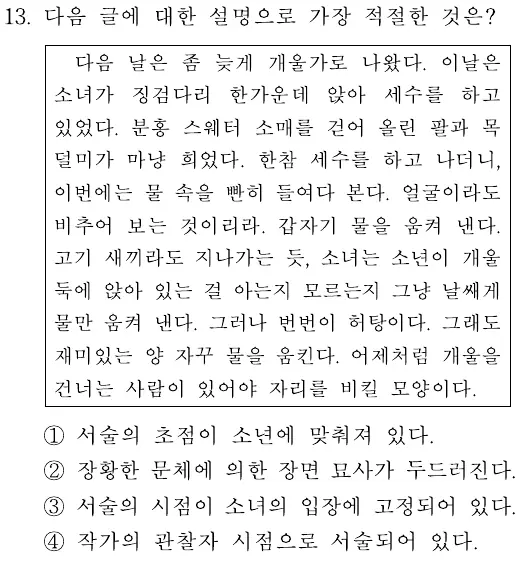 13. 다음 글에 대한 설명으로 가장 적절한 것은?
다음 날은 좀 늦게 개울가로 나왔다. 이날은
소녀가 징검다리 한가운데 앉아 세수를 하고
있었다. 분홍 스웨터 소매를 걷어 올린 팔과 목
덜미가 마냥 희었다. 한참 세수를 하고 나더니,
이번에는 물 속을 빤히 들여다 본다. 얼굴이라도
비추어 보는 것이리라. 갑자기 물을 움켜 낸다.
고기 새끼라도 지나가는 듯, 소녀는 소년이 개울
둑에 앉아 있는 걸 아는지 모르는지 그냥 날쌔게
물만 움켜 낸다. 그러나 번번이 허탕이다. 그래도
재미있는 양 자꾸 물을 움킨다. 어제처럼 개울을
건너는 사람이 있어야 자리를 비킬 모양이다.
① 서술의 초점이 소년에 맞춰져 있다.
② 장황한 문체에 의한 장면 묘사가 두드러진다.
③ 서술의 시점이 소녀의 입장에 고정되어 있다.
④ 작가의 관찰자 시점으로 서술되어 있다.